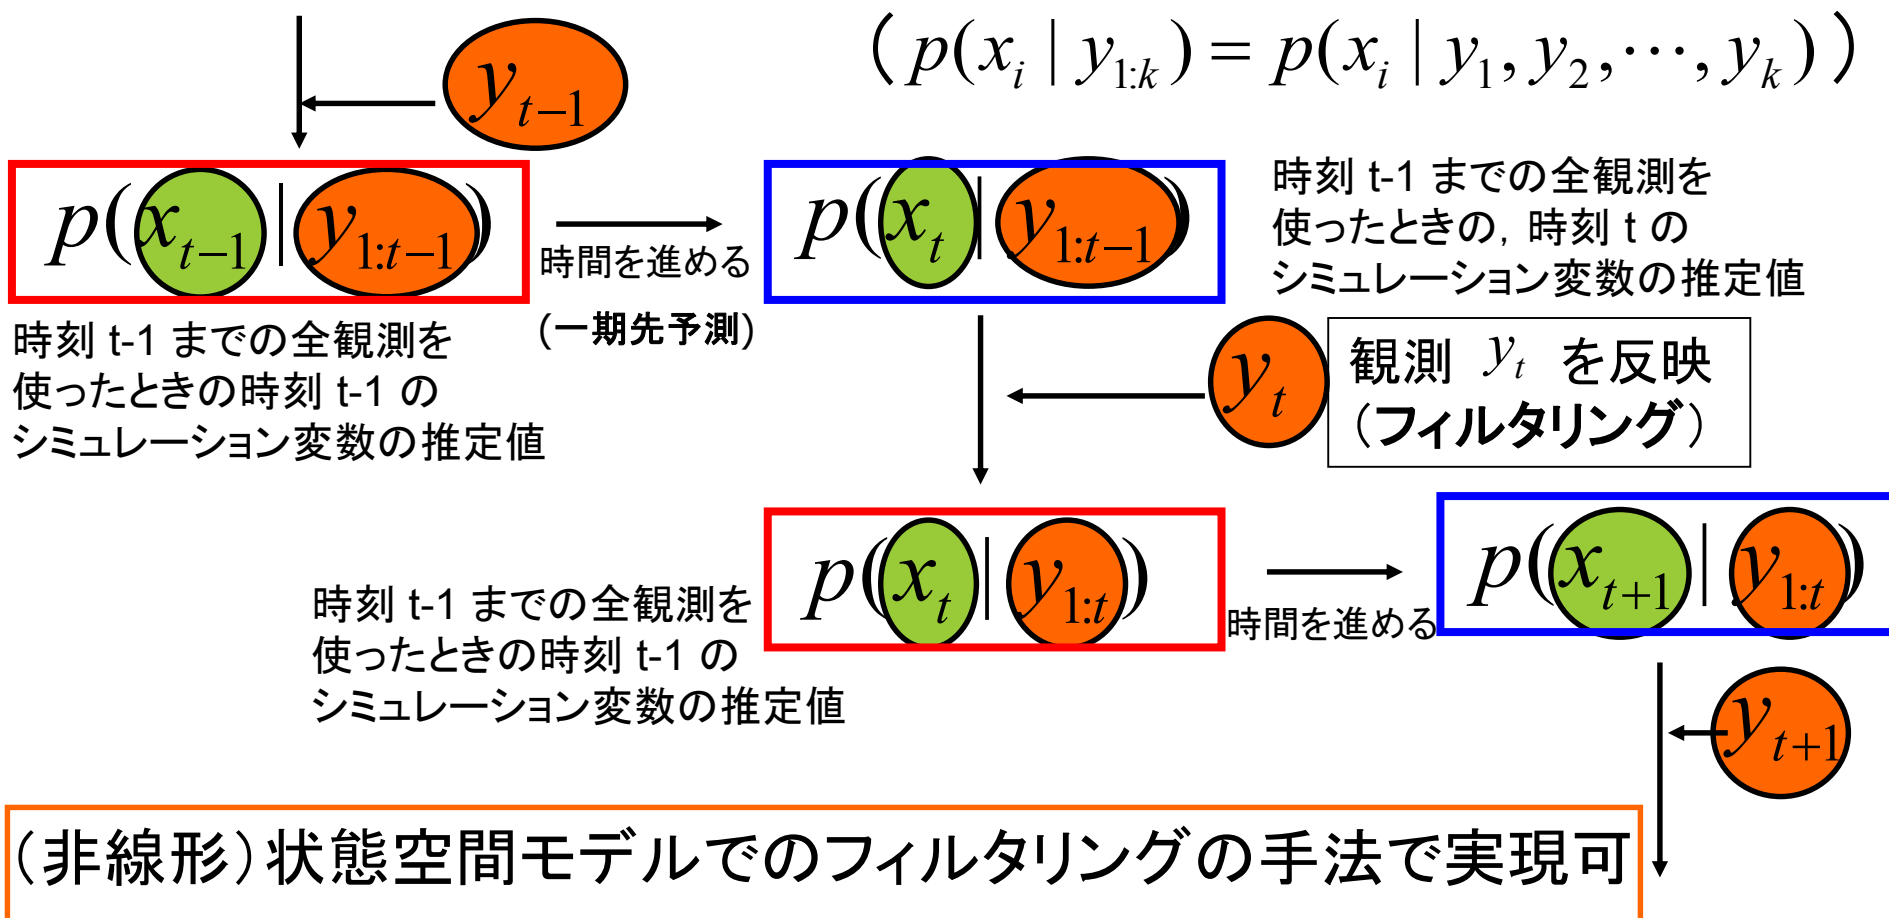 y_{t-1}
（ p(x_i | y_{1:k}) = p(x_i | y_1, y_2, ⋯, y_k) ）
p(x_{t-1} | y_{1:t-1})
時間を進める
(一期先予測)
p(x_t | y_{1:t-1})
時刻 t-1 までの全観測を
使ったときの，時刻 t の
シミュレーション変数の推定値
時刻 t-1 までの全観測を
使ったときの時刻 t-1 の
シミュレーション変数の推定値
y_t
観測 y_t を反映
（フィルタリング）
時刻 t-1 までの全観測を
使ったときの時刻 t-1 の
シミュレーション変数の推定値
p(x_t | y_{1:t})
時間を進める
p(x_{t+1} | y_{1:t})
y_{t+1}
（非線形）状態空間モデルでのフィルタリングの手法で実現可